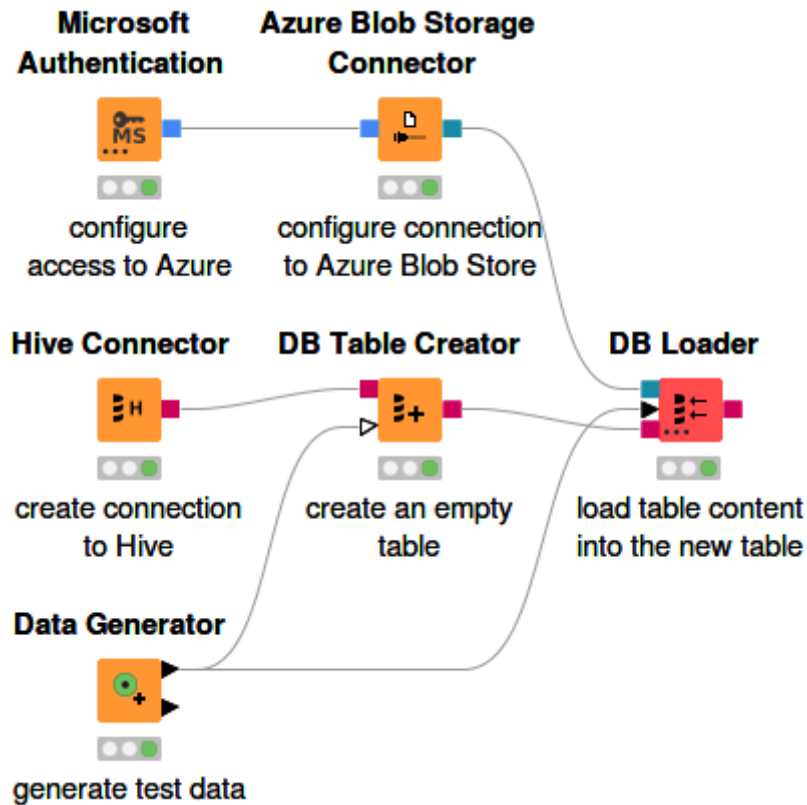 Microsoft
Authentication
MS
configure
access to Azure
Azure Blob Storage
Connector
configure connection
to Azure Blob Store
Hive Connector
H
create connection
to Hive
DB Table Creator
create an empty
table
DB Loader
load table content
into the new table
Data Generator
generate test data